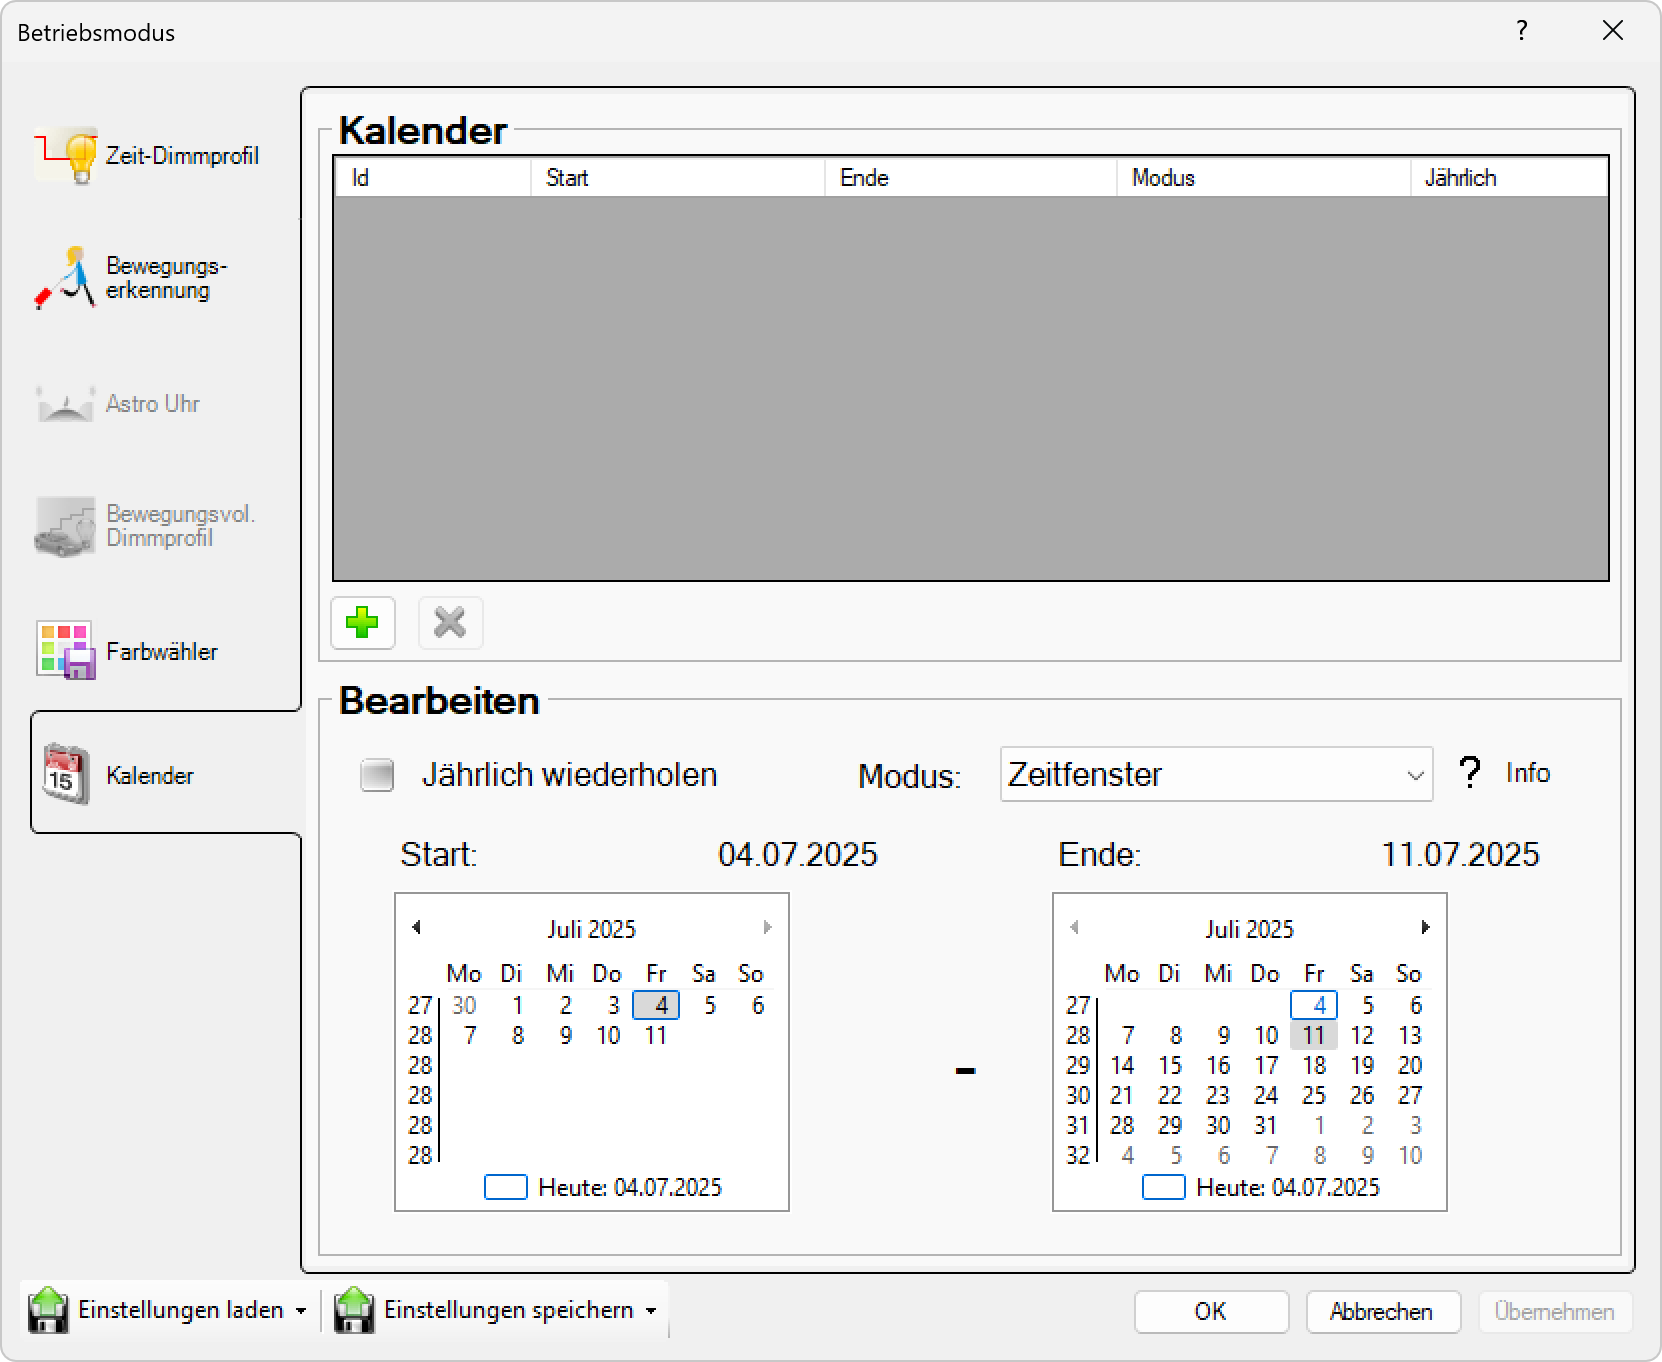 Betriebsmodus
?
Zeit-Dimmprofil
Bewegungs-
erkennung
Astro Uhr
Bewegungsvol.
Dimmprofil
Farbwähler
15
Kalender
Kalender
Id Start Ende Modus Jährlich
Bearbeiten
Jährlich wiederholen Modus: Zeitfenster ? Info
Start: 04.07.2025
Juli 2025
Mo Di Mi Do Fr Sa So
27 30 1 2 3 4 5 6
28 7 8 9 10 11
28
28
28
28
Heute: 04.07.2025
-
Ende: 11.07.2025
Juli 2025
Mo Di Mi Do Fr Sa So
27 4 5 6
28 7 8 9 10 11 12 13
29 14 15 16 17 18 19 20
30 21 22 23 24 25 26 27
31 28 29 30 31 1 2 3
32 4 5 6 7 8 9 10
Heute: 04.07.2025
Einstellungen laden Einstellungen speichern OK Abbrechen Übernehmen